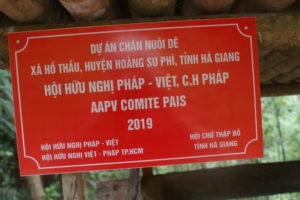 DỰ ÁN CHĂN NUÔI DÊ
XÃ HỒ THẦU, HUYỆN HOÀNG SU PHÌ, TỈNH HÀ GIANG
HỘI HỮU NGHỊ PHÁP - VIỆT, C.H PHÁP
AAPV COMITE PAIS
2019
HỘI HỮU NGHỊ PHÁP - VIỆT
HỘI HỮU NGHỊ VIỆT - PHÁP TP.HCM
HỘI CHỮ THẬP ĐỎ
TỈNH HÀ GIANG